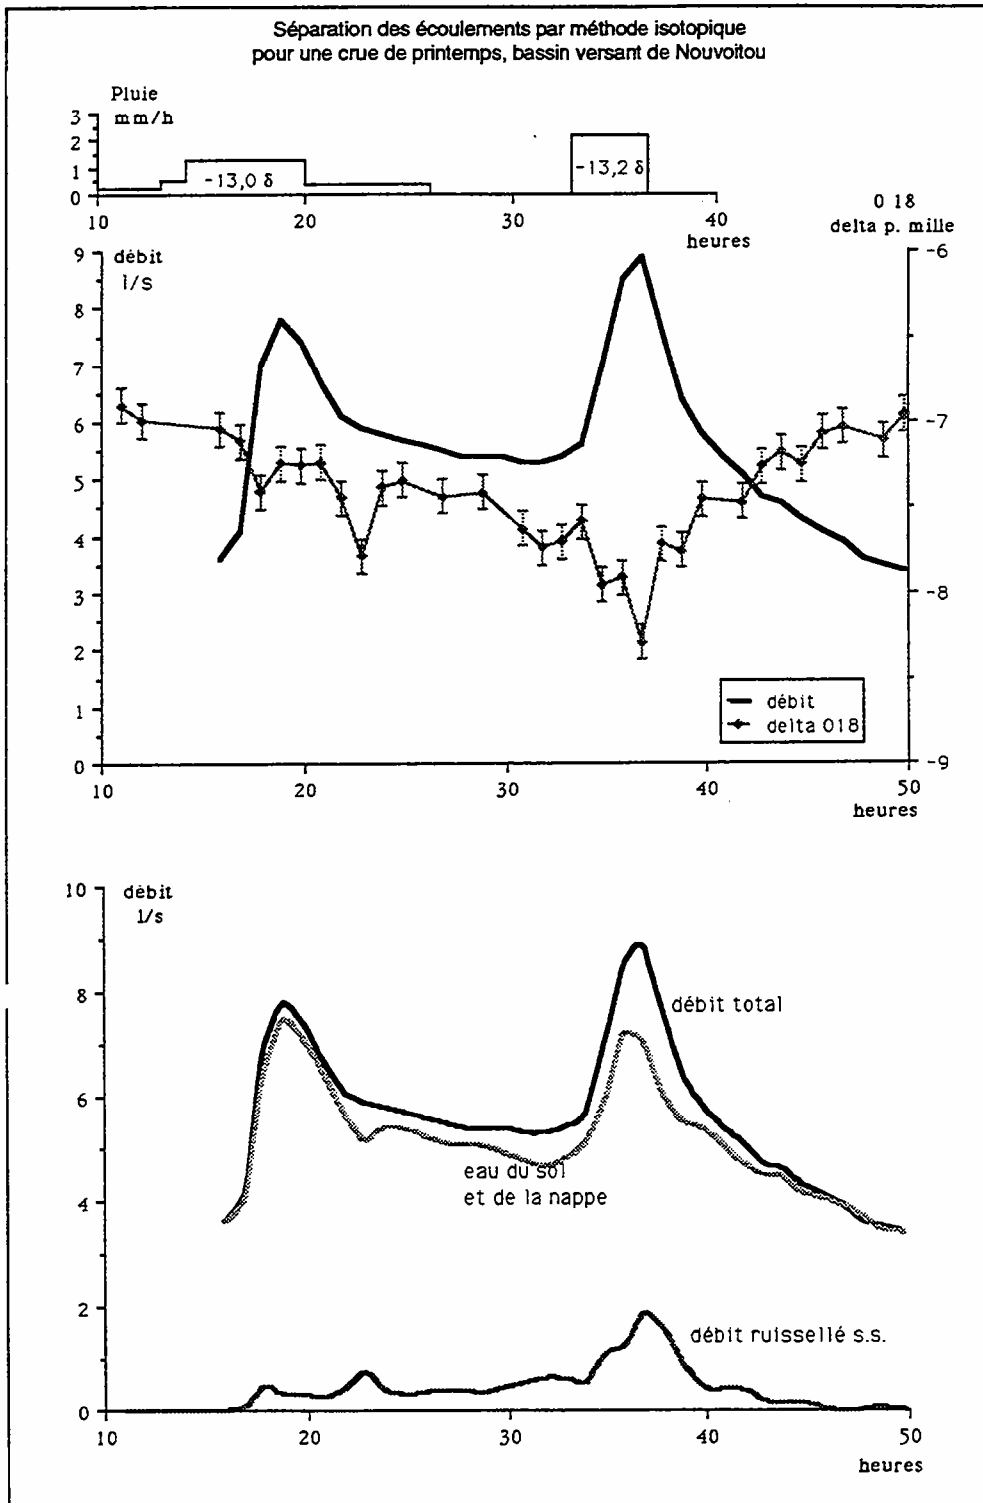 Séparation des écoulements par méthode isotopique
pour une crue de printemps, bassin versant de Nouvoitou
Pluie
mm/h
3
2
1
0
-13,0 δ
-13,2 δ
10
20
30
40
heures
0 18
delta p. mille
débit
l/s
9
8
7
6
5
4
3
2
1
0
-6
-7
-8
-9
débit
delta 018
10
20
30
40
50
heures
débit
l/s
10
8
6
4
2
0
débit total
eau du sol
et de la nappe
débit ruissellé s.s.
10
20
30
40
50
heures